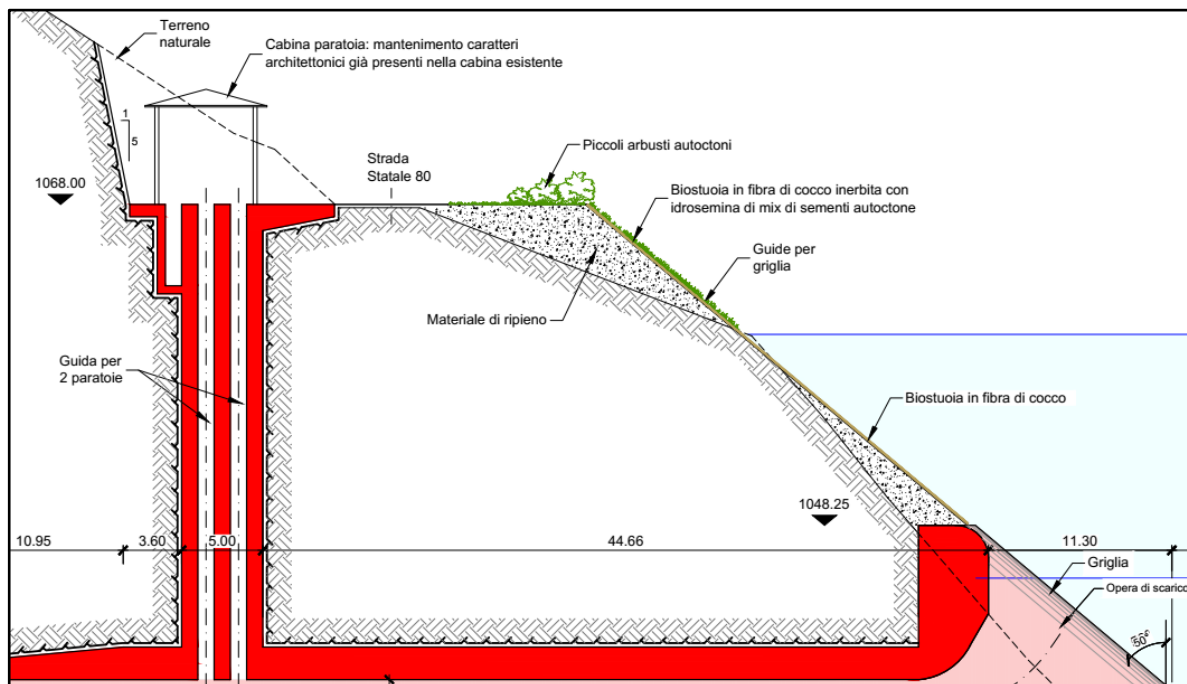 Terreno
naturale
Cabina paratoia: mantenimento caratteri
architettonici già presenti nella cabina esistente
1
5
Piccoli arbusti autoctoni
Strada
Statale 80
1068.00
Biostuoia in fibra di cocco inerbita con
idrosemina di mix di sementi autoctone
Guide per
griglia
Materiale di ripieno
Guida per
2 paratoie
Biostuoia in fibra di cocco
1048.25
10.95
3.60
5.00
44.66
11.30
Griglia
Opera di scarico